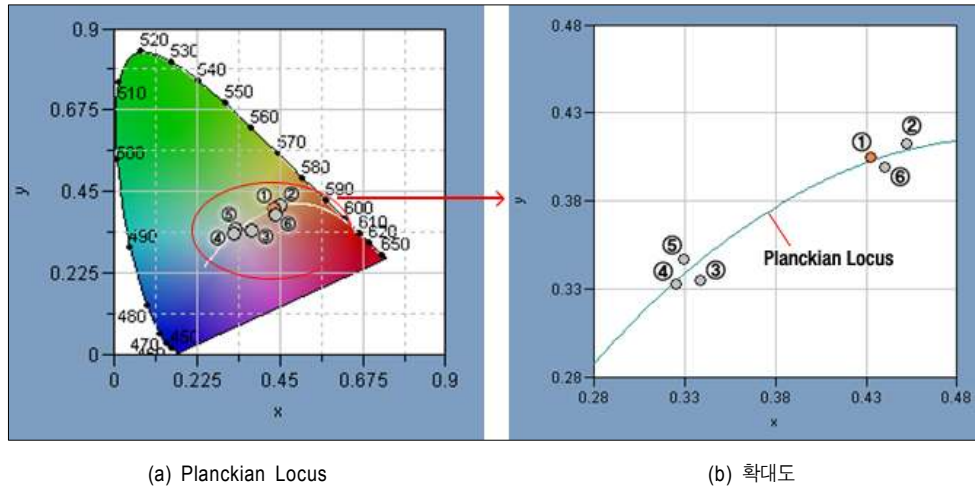 0.9
0.675
0.45
0.225
0
y
0 0.225 0.45 0.675 0.9
x
520
530
540
550
560
570
580
590
600
610
620
650
510
500
490
480
470
460
450
① ② ③ ④ ⑤ ⑥
0.48
0.43
0.38
0.33
0.28
y
0.28 0.33 0.38 0.43 0.48
x
① ② ③ ④ ⑤ ⑥
Planckian Locus
(a) Planckian Locus
(b) 확대도